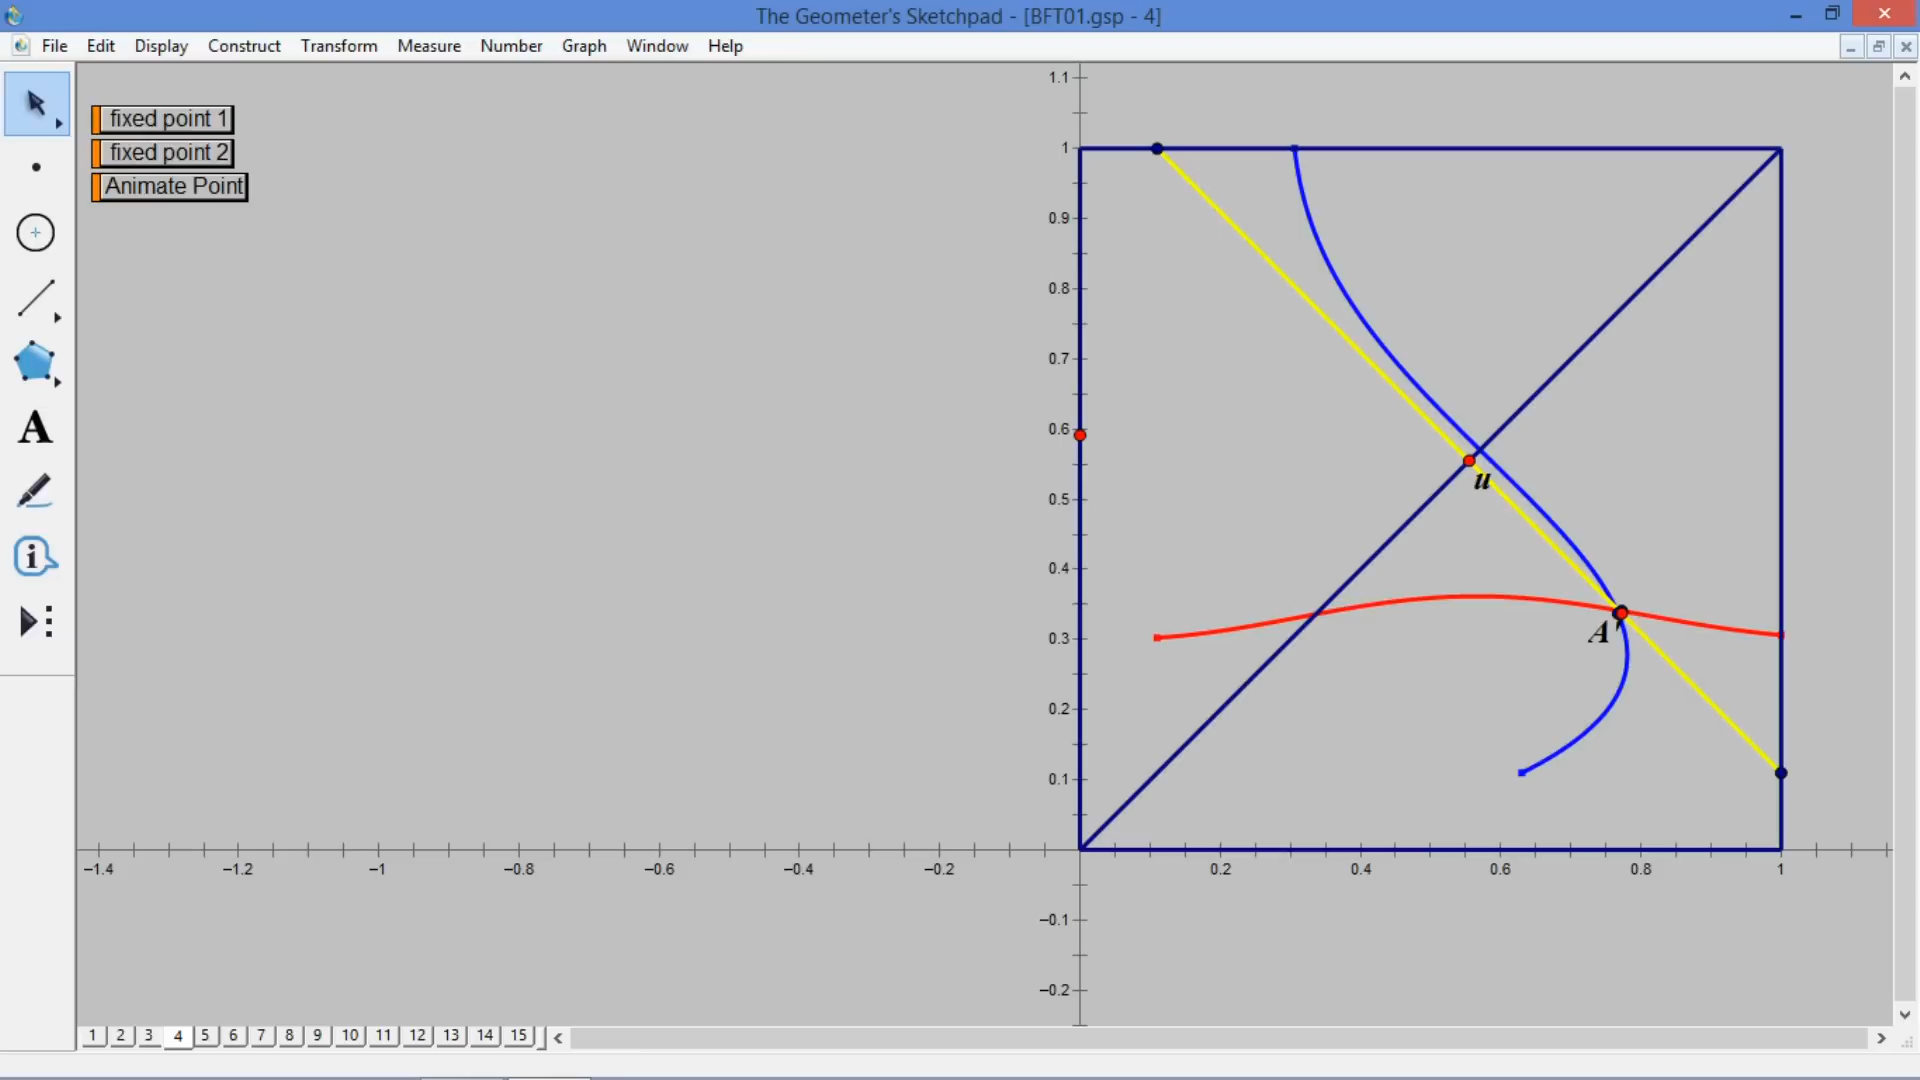 The Geometer's Sketchpad - [BFT01.gsp - 4]
File Edit Display Construct Transform Measure Number Graph Window Help
fixed point 1
fixed point 2
Animate Point
A
1.1
1
0.9
0.8
0.7
0.6
0.5
u
0.4
0.3
A'
0.2
0.1
−1.4 −1.2 −1 −0.8 −0.6 −0.4 −0.2 0.2 0.4 0.6 0.8 1
−0.1
−0.2
1 2 3 4 5 6 7 8 9 10 11 12 13 14 15